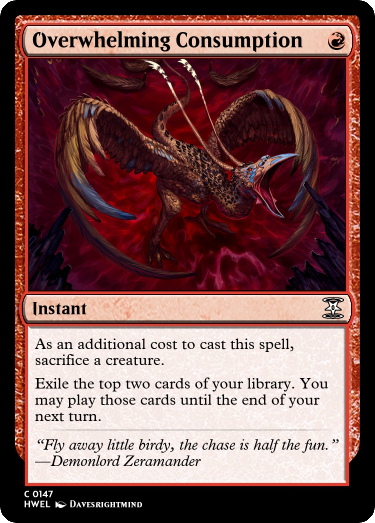 Overwhelming Consumption
Instant
As an additional cost to cast this spell,
sacrifice a creature.
Exile the top two cards of your library. You
may play those cards until the end of your
next turn.
“Fly away little birdy, the chase is half the fun.”
—Demonlord Zeramander
C 0147
HWEL DAVESRIGHTMIND